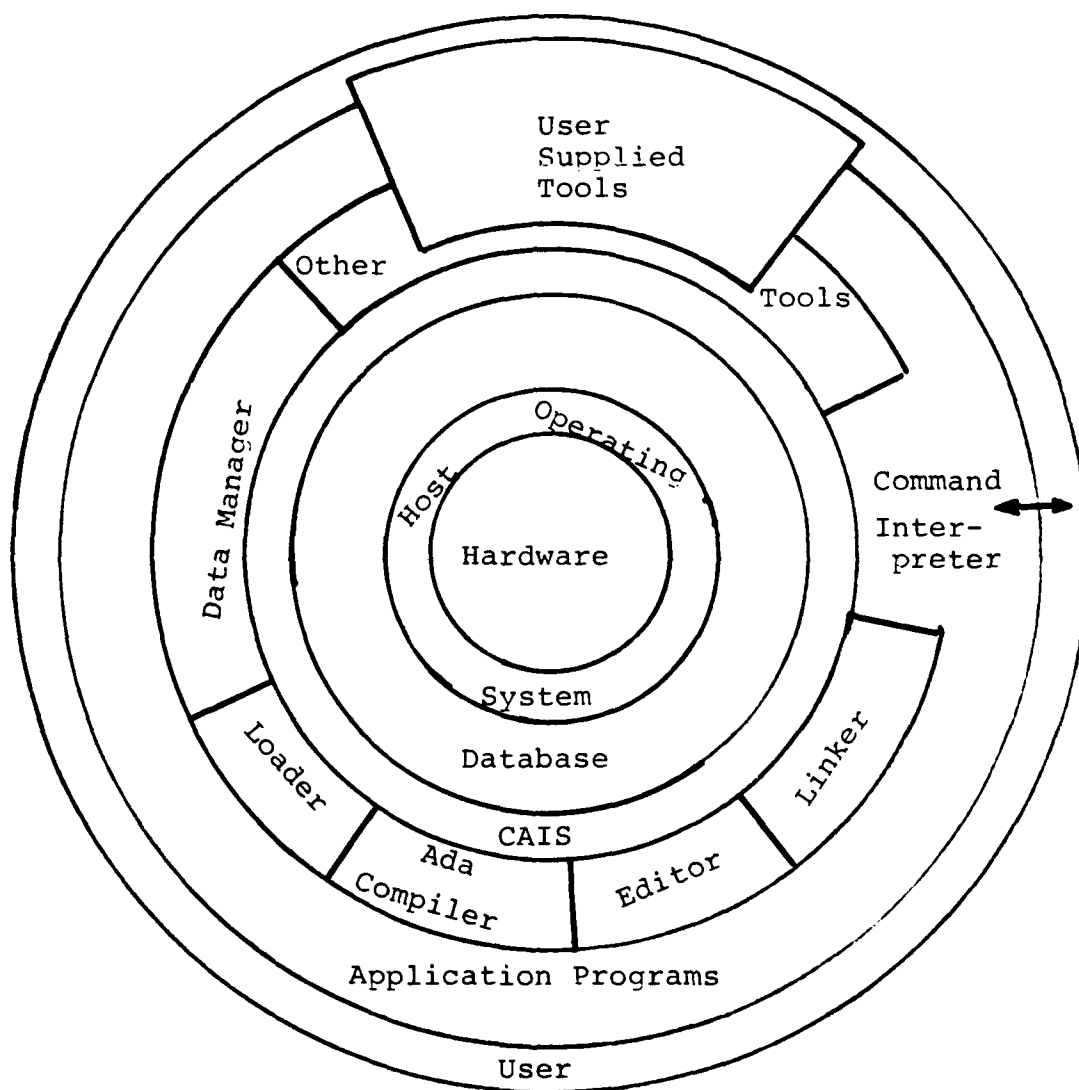 User
Supplied
Tools
Other
Tools
Operating
Host
Data Manager
Command
Inter-
preter
Hardware
System
Database
Loader
Linker
CAIS
Ada
Compiler
Editor
Application Programs
User